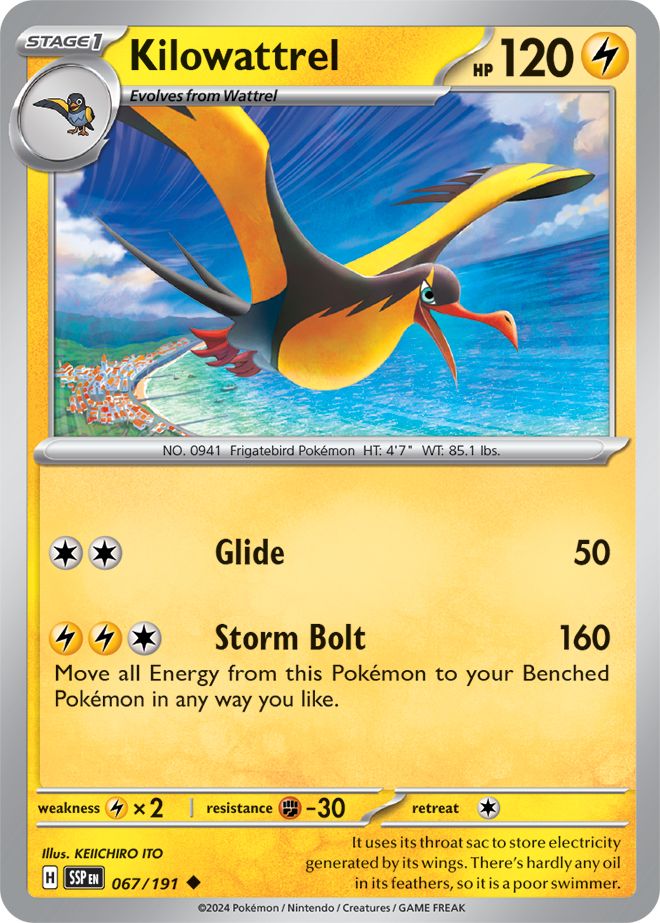 STAGE1
Kilowattrel
HP 120
Evolves from Wattrel
NO. 0941 Frigatebird Pokémon HT: 4'7" WT: 85.1 lbs.
Glide 50
Storm Bolt 160
Move all Energy from this Pokémon to your Benched
Pokémon in any way you like.
weakness ×2 resistance -30 retreat
Illus. KEIICHIRO ITO
It uses its throat sac to store electricity
generated by its wings. There's hardly any oil
in its feathers, so it is a poor swimmer.
H SSP EN 067/191
©2024 Pokémon / Nintendo / Creatures / GAME FREAK